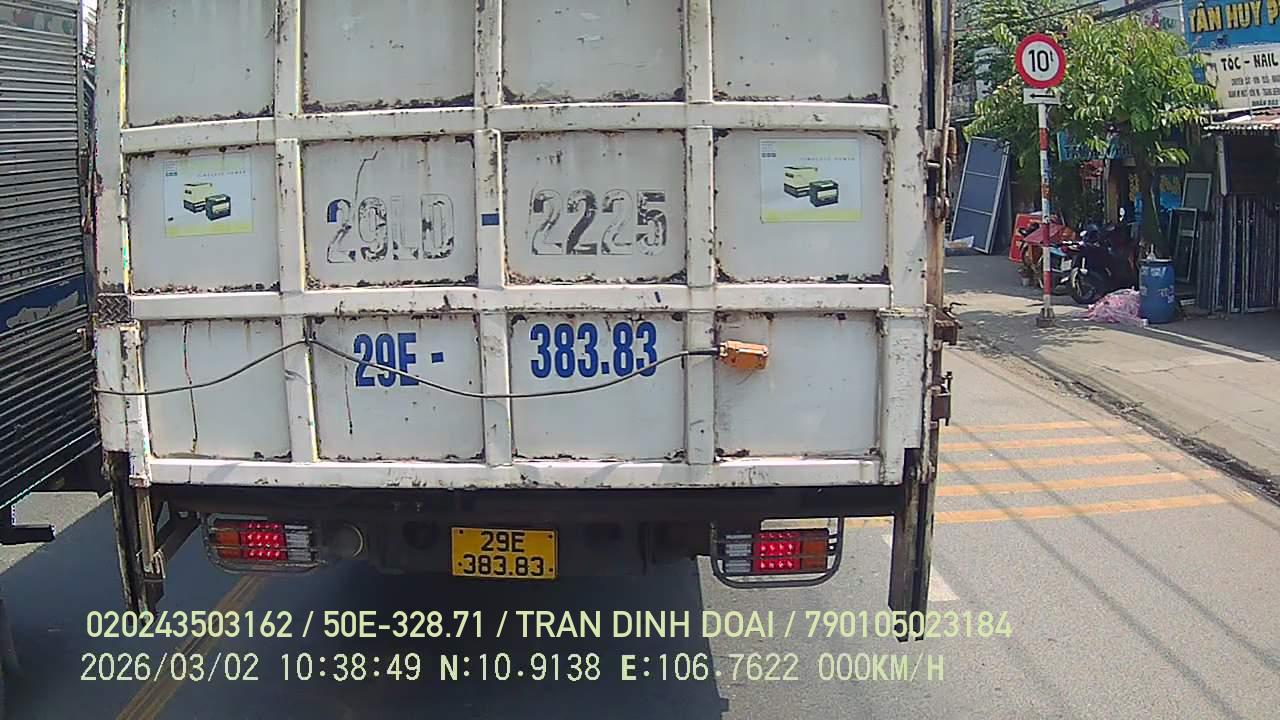 TÂN HUY P
10t
TÓC - NAIL
29LD 2225
29E - 383.83
29E
383.83
020243503162 / 50E-328.71 / TRAN DINH DOAI / 790105023184
2026/03/02 10:38:49 N:10.9138 E:106.7622 000KM/H